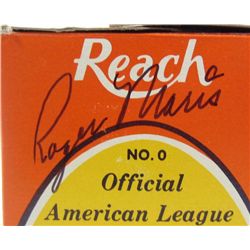 Reach
Roger Maris
NO. 0
Official
American League